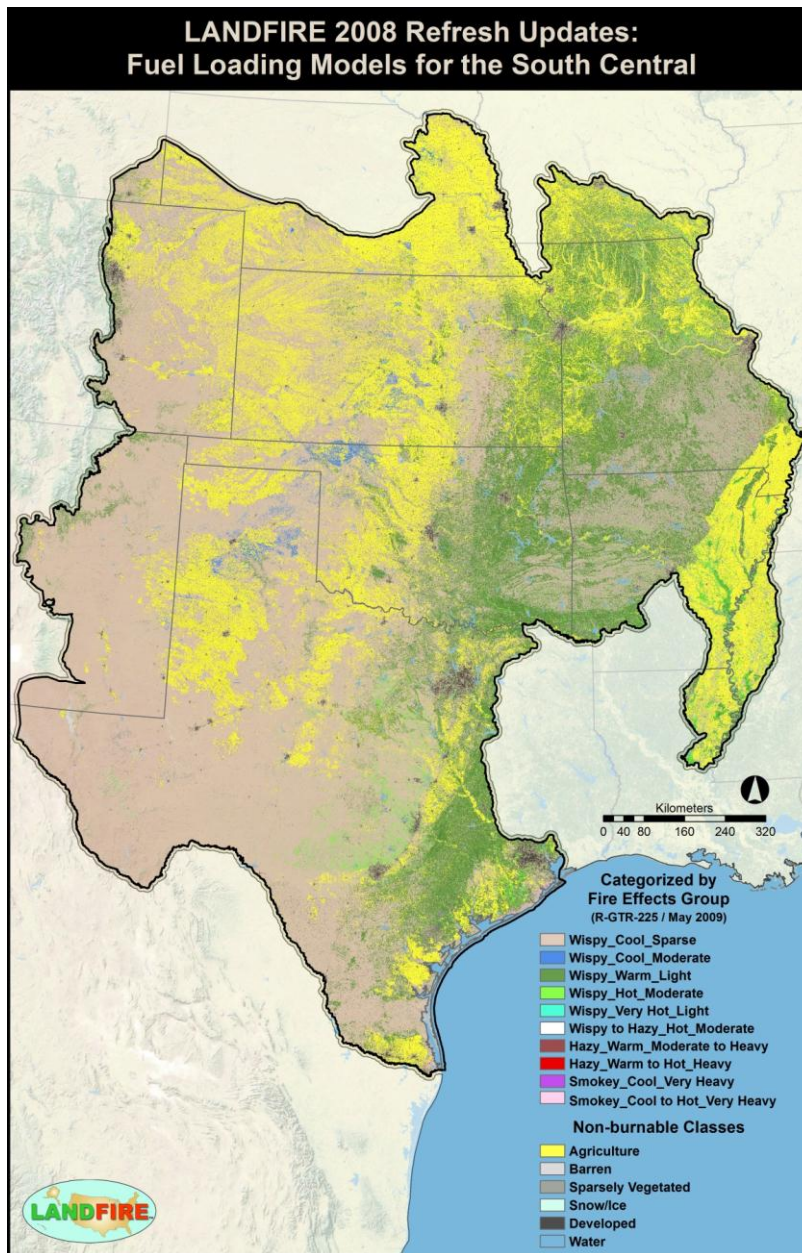 LANDFIRE 2008 Refresh Updates:
Fuel Loading Models for the South Central
Kilometers
0 40 80 160 240 320
Categorized by
Fire Effects Group
(R-GTR-225 / May 2009)
Wispy_Cool_Sparse
Wispy_Cool_Moderate
Wispy_Warm_Light
Wispy_Hot_Moderate
Wispy_Very Hot_Light
Wispy to Hazy_Hot_Moderate
Hazy_Warm_Moderate to Heavy
Hazy_Warm to Hot_Heavy
Smokey_Cool_Very Heavy
Smokey_Cool to Hot_Very Heavy
Non-burnable Classes
Agriculture
Barren
Sparsely Vegetated
Snow/Ice
Developed
Water
LANDFIRE